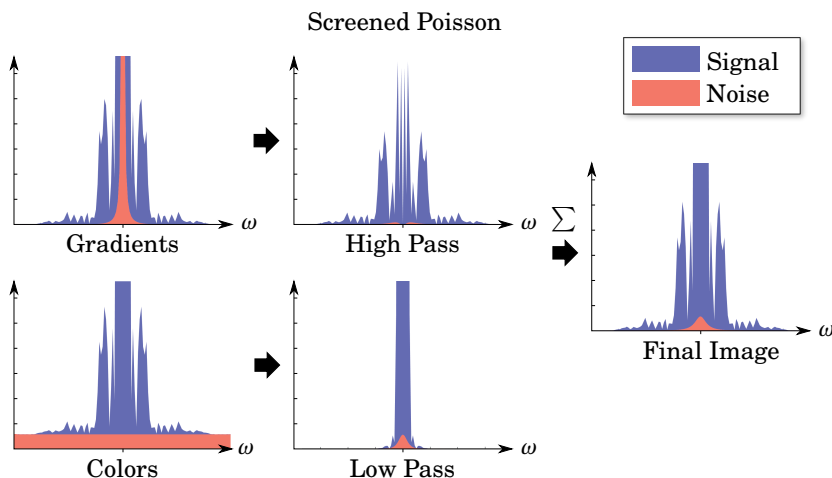 Screened Poisson
Signal
Noise
ω
Gradients
ω
High Pass
∑
ω
Final Image
ω
Colors
ω
Low Pass